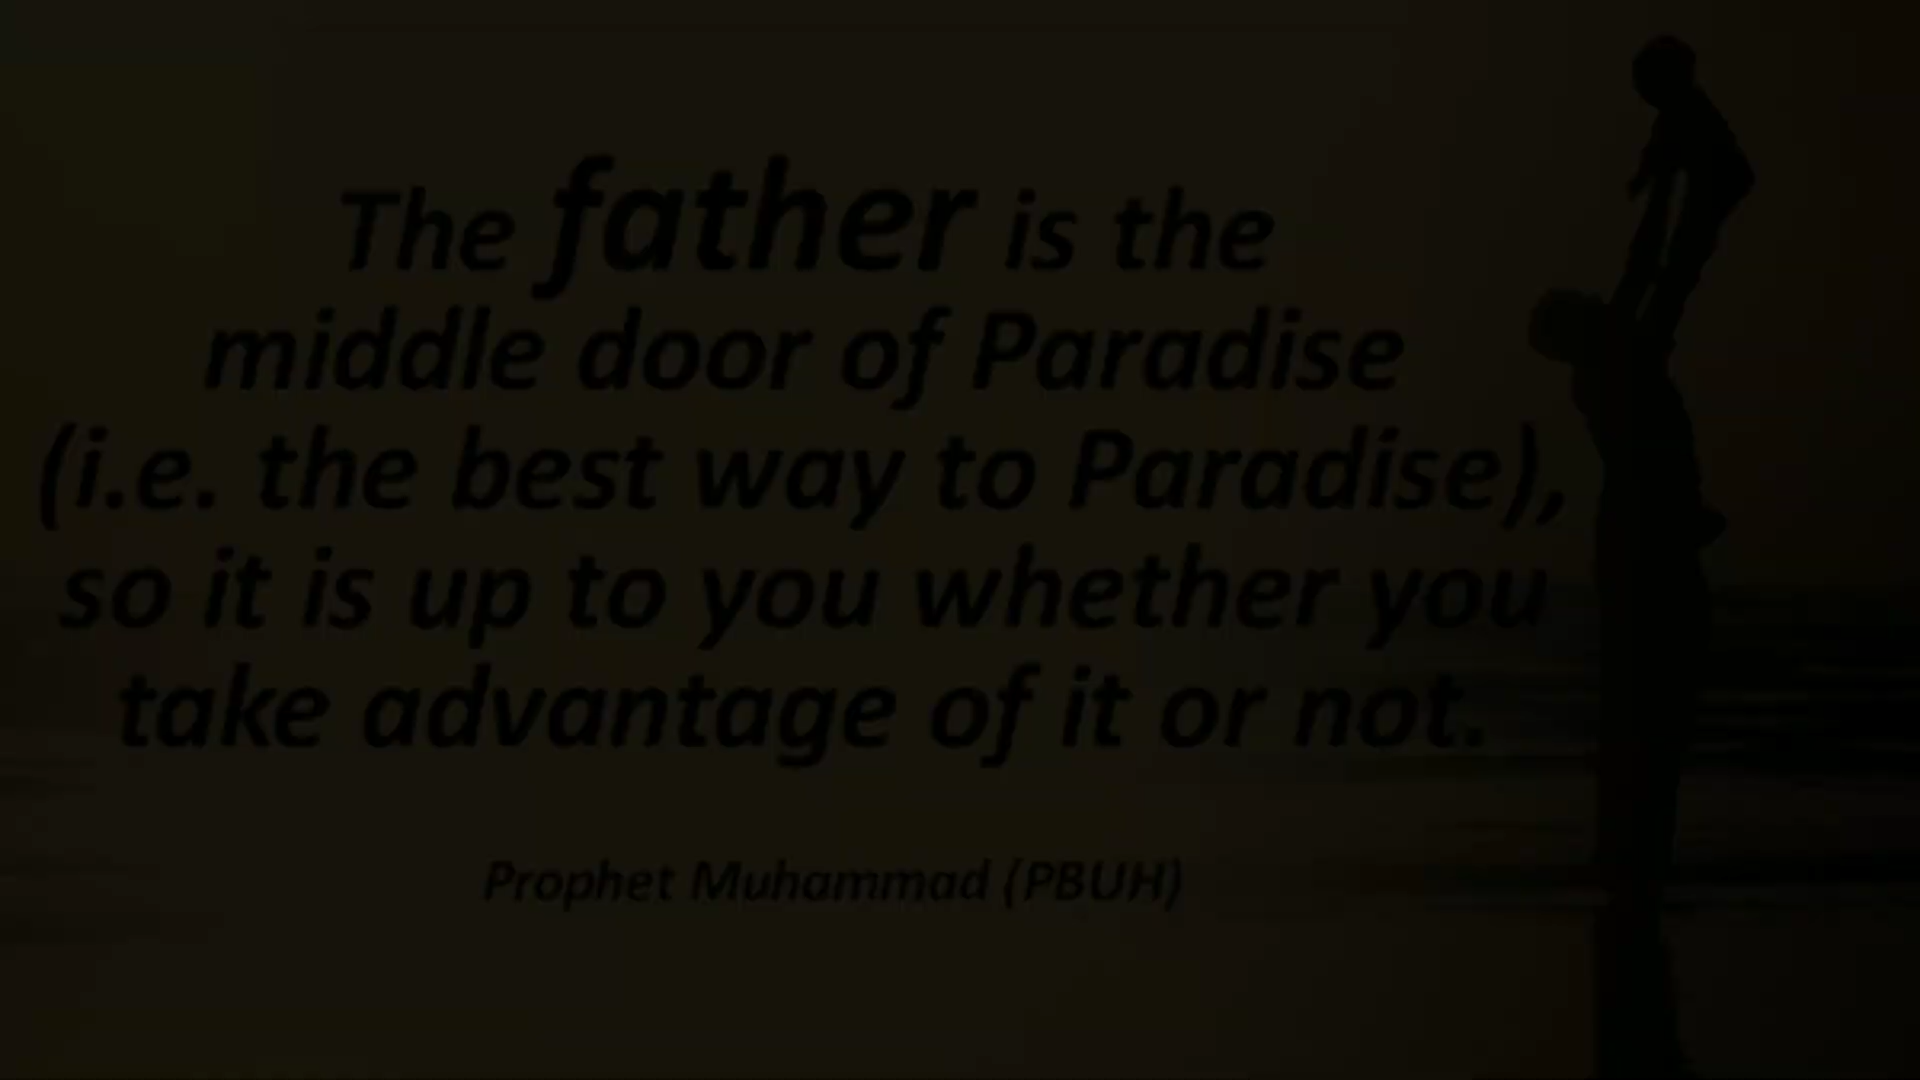 The father is the
middle door of Paradise
(i.e. the best way to Paradise),
so it is up to you whether you
take advantage of it or not.
Prophet Muhammad (PBUH)